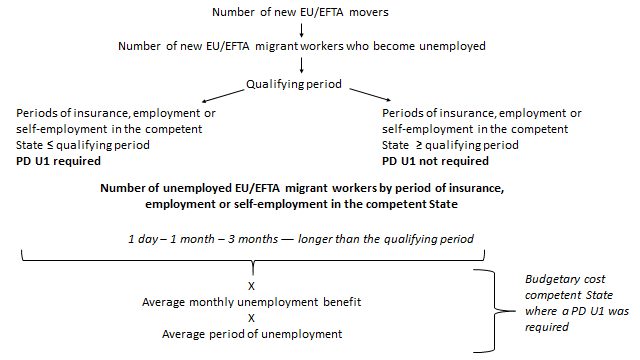 Number of new EU/EFTA movers
Number of new EU/EFTA migrant workers who become unemployed
Qualifying period
Periods of insurance, employment or
self-employment in the competent
State ≤ qualifying period
PD U1 required
Periods of insurance, employment or
self-employment in the competent
State ≥ qualifying period
PD U1 not required
Number of unemployed EU/EFTA migrant workers by period of insurance,
employment or self-employment in the competent State
1 day – 1 month – 3 months — longer than the qualifying period
X
Average monthly unemployment benefit
X
Average period of unemployment
Budgetary cost
competent State
where a PD U1 was
required